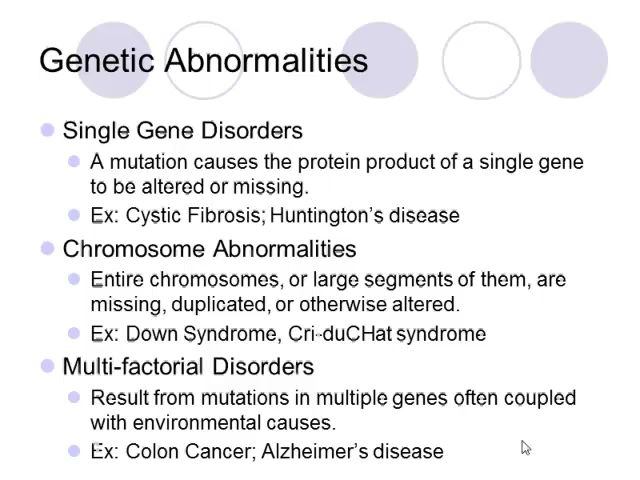 Genetic Abnormalities
Single Gene Disorders
A mutation causes the protein product of a single gene
to be altered or missing.
Ex: Cystic Fibrosis; Huntington's disease
Chromosome Abnormalities
Entire chromosomes, or large segments of them, are
missing, duplicated, or otherwise altered.
Ex: Down Syndrome, Cri-duCHat syndrome
Multi-factorial Disorders
Result from mutations in multiple genes often coupled
with environmental causes.
Ex: Colon Cancer; Alzheimer's disease